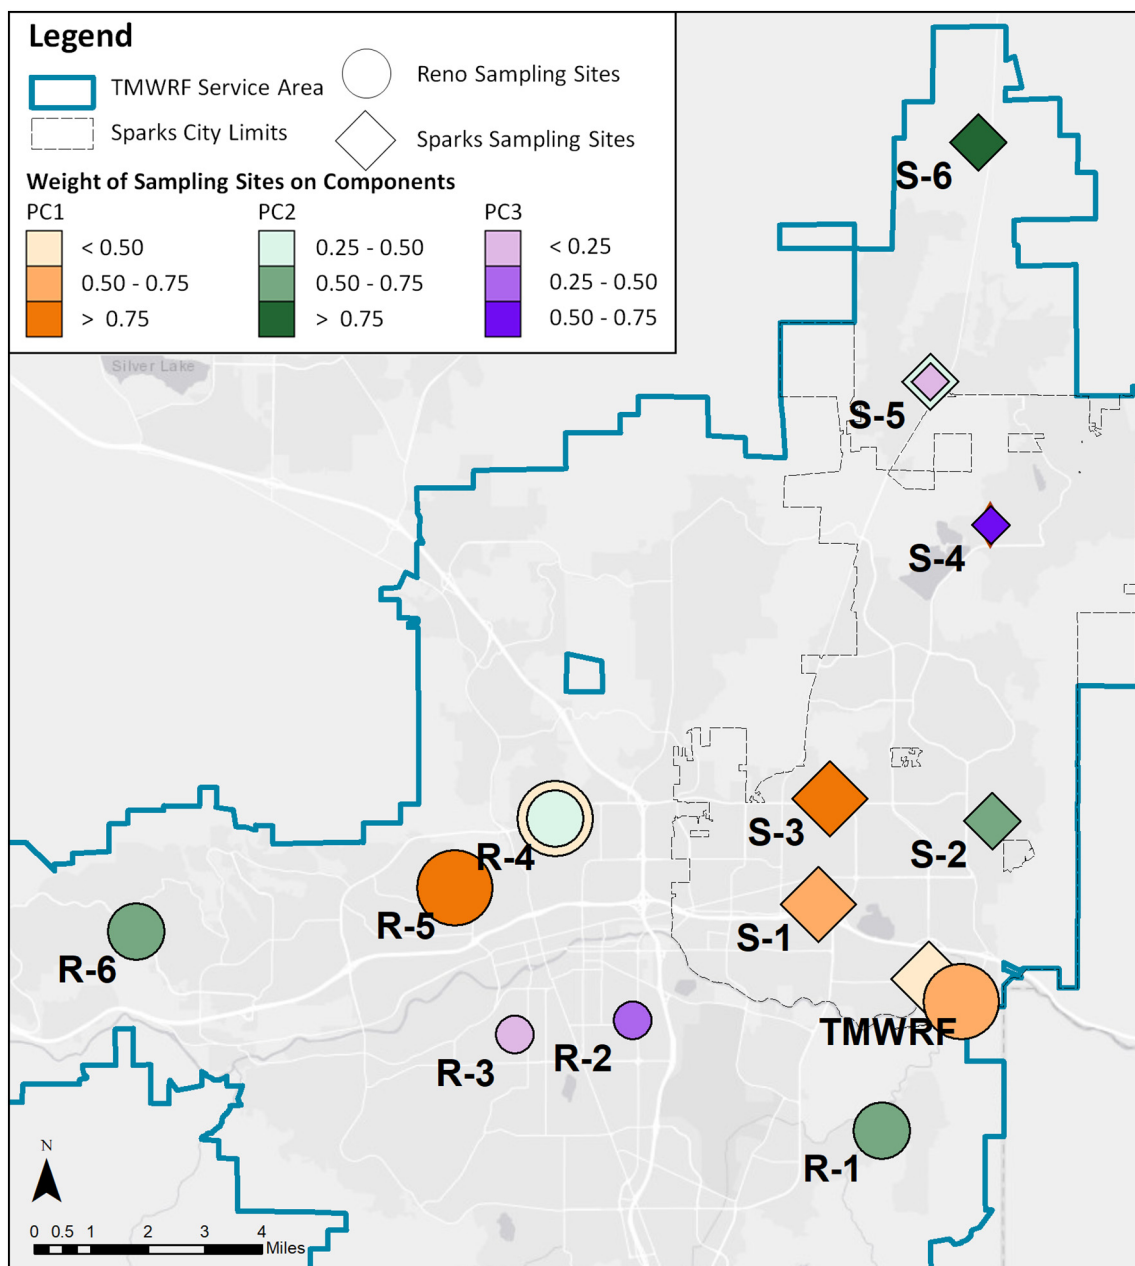 Legend
TMWRF Service Area
Reno Sampling Sites
Sparks City Limits
Sparks Sampling Sites
Weight of Sampling Sites on Components
PC1 PC2 PC3
< 0.50 0.25 - 0.50 < 0.25
0.50 - 0.75 0.50 - 0.75 0.25 - 0.50
> 0.75 > 0.75 0.50 - 0.75
S-6
Silver Lake
S-5
S-4
S-3
S-2
R-4
R-5
S-1
R-6
TMWRF
R-3
R-2
R-1
N
0 0.5 1 2 3 4
Miles